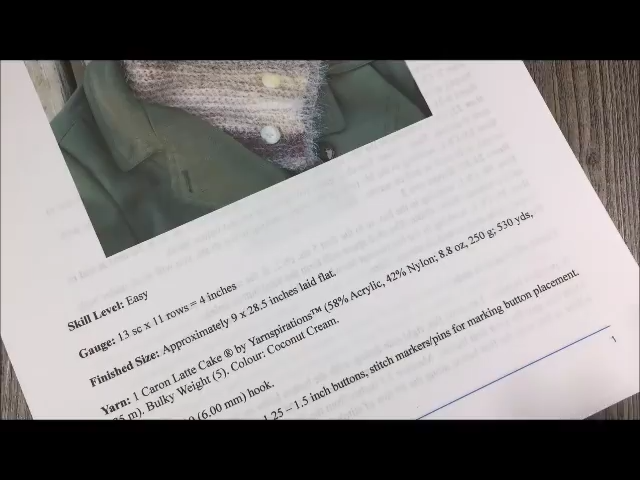 Skill Level: Easy
Gauge: 13 sc x 11 rows = 4 inches
Finished Size: Approximately 9 x 28.5 inches laid flat.
Yarn: 1 Caron Latte Cake ® by Yarnspirations™ (58% Acrylic, 42% Nylon; 8.8 oz, 250 g; 530 yds,
m). Bulky Weight (5). Colour: Coconut Cream.
(6.00 mm) hook.
1.25 – 1.5 inch buttons, stitch markers/pins for marking button placement.
1